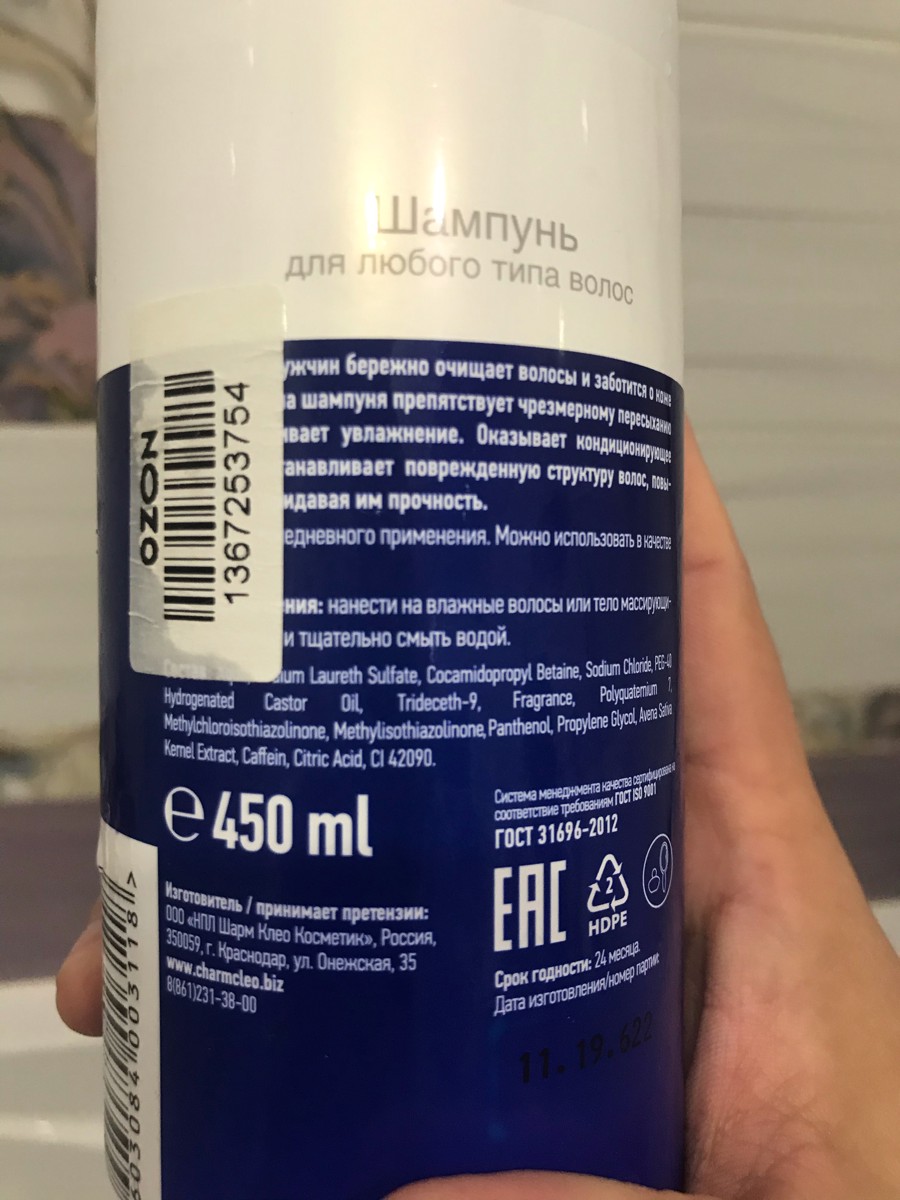 Шампунь
для любого типа волос
OZON
13672537​54
ужчин бережно очищает волосы и заботится о коже
а шампуня препятствует чрезмерному пересыханию
ивает увлажнение. Оказывает кондиционирующее
танавливает поврежденную структуру волос, повы-
идавая им прочность.
едневного применения. Можно использовать в качестве
ния: нанести на влажные волосы или тело массирующи-
и тщательно смыть водой.
ium Laureth Sulfate, Cocamidopropyl Betaine, Sodium Chloride, PEG-40
Hydrogenated Castor Oil, Trideceth-9, Fragrance, Polyquaternium 7,
Methylchloroisothiazolinone, Methylisothiazolinone, Panthenol, Propylene Glycol, Avena Sativa
Kernel Extract, Caffein, Citric Acid, CI 42090.
℮ 450 ml
Система менеджмента качества сертифицирована на
соответствие требованиям ГОСТ ISO 9001
ГОСТ 31696-2012
EAC
2
HDPE
Изготовитель / принимает претензии:
ООО «НПЛ Шарм Клео Косметик», Россия,
350059, г. Краснодар, ул. Онежская, 35
www.charmcleo.biz
8(861)231-38-00
Срок годности: 24 месяца.
Дата изготовления/номер партии:
11.19.622
603084 003118 >